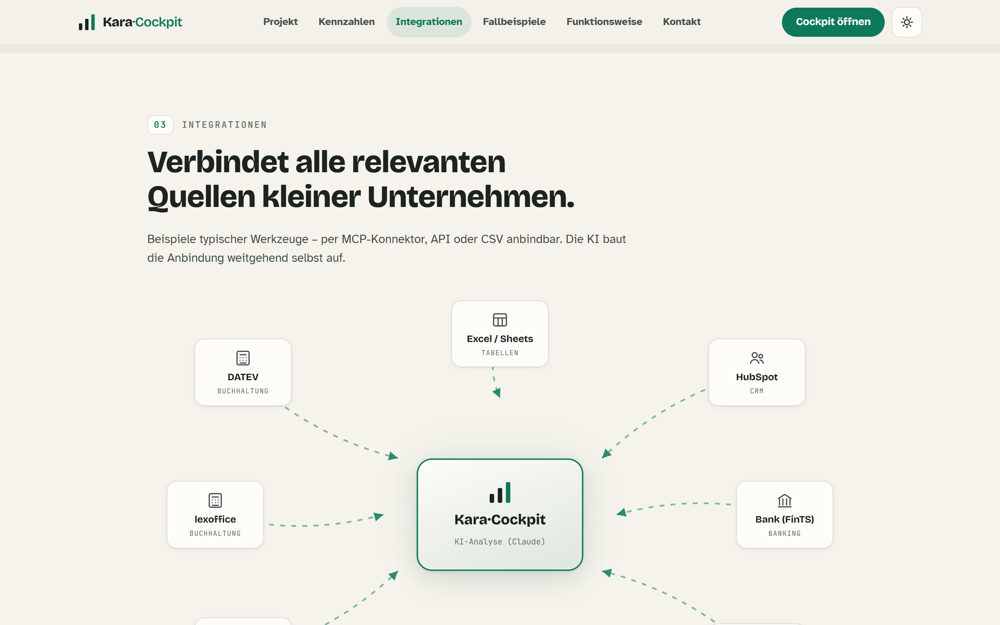 Kara·Cockpit
Projekt
Kennzahlen
Integrationen
Fallbeispiele
Funktionsweise
Kontakt
Cockpit öffnen
03
INTEGRATIONEN
Verbindet alle relevanten
Quellen kleiner Unternehmen.
Beispiele typischer Werkzeuge – per MCP-Konnektor, API oder CSV anbindbar. Die KI baut
die Anbindung weitgehend selbst auf.
Excel / Sheets
TABELLEN
DATEV
BUCHHALTUNG
HubSpot
CRM
lexoffice
BUCHHALTUNG
Kara·Cockpit
KI-Analyse (Claude)
Bank (FinTS)
BANKING